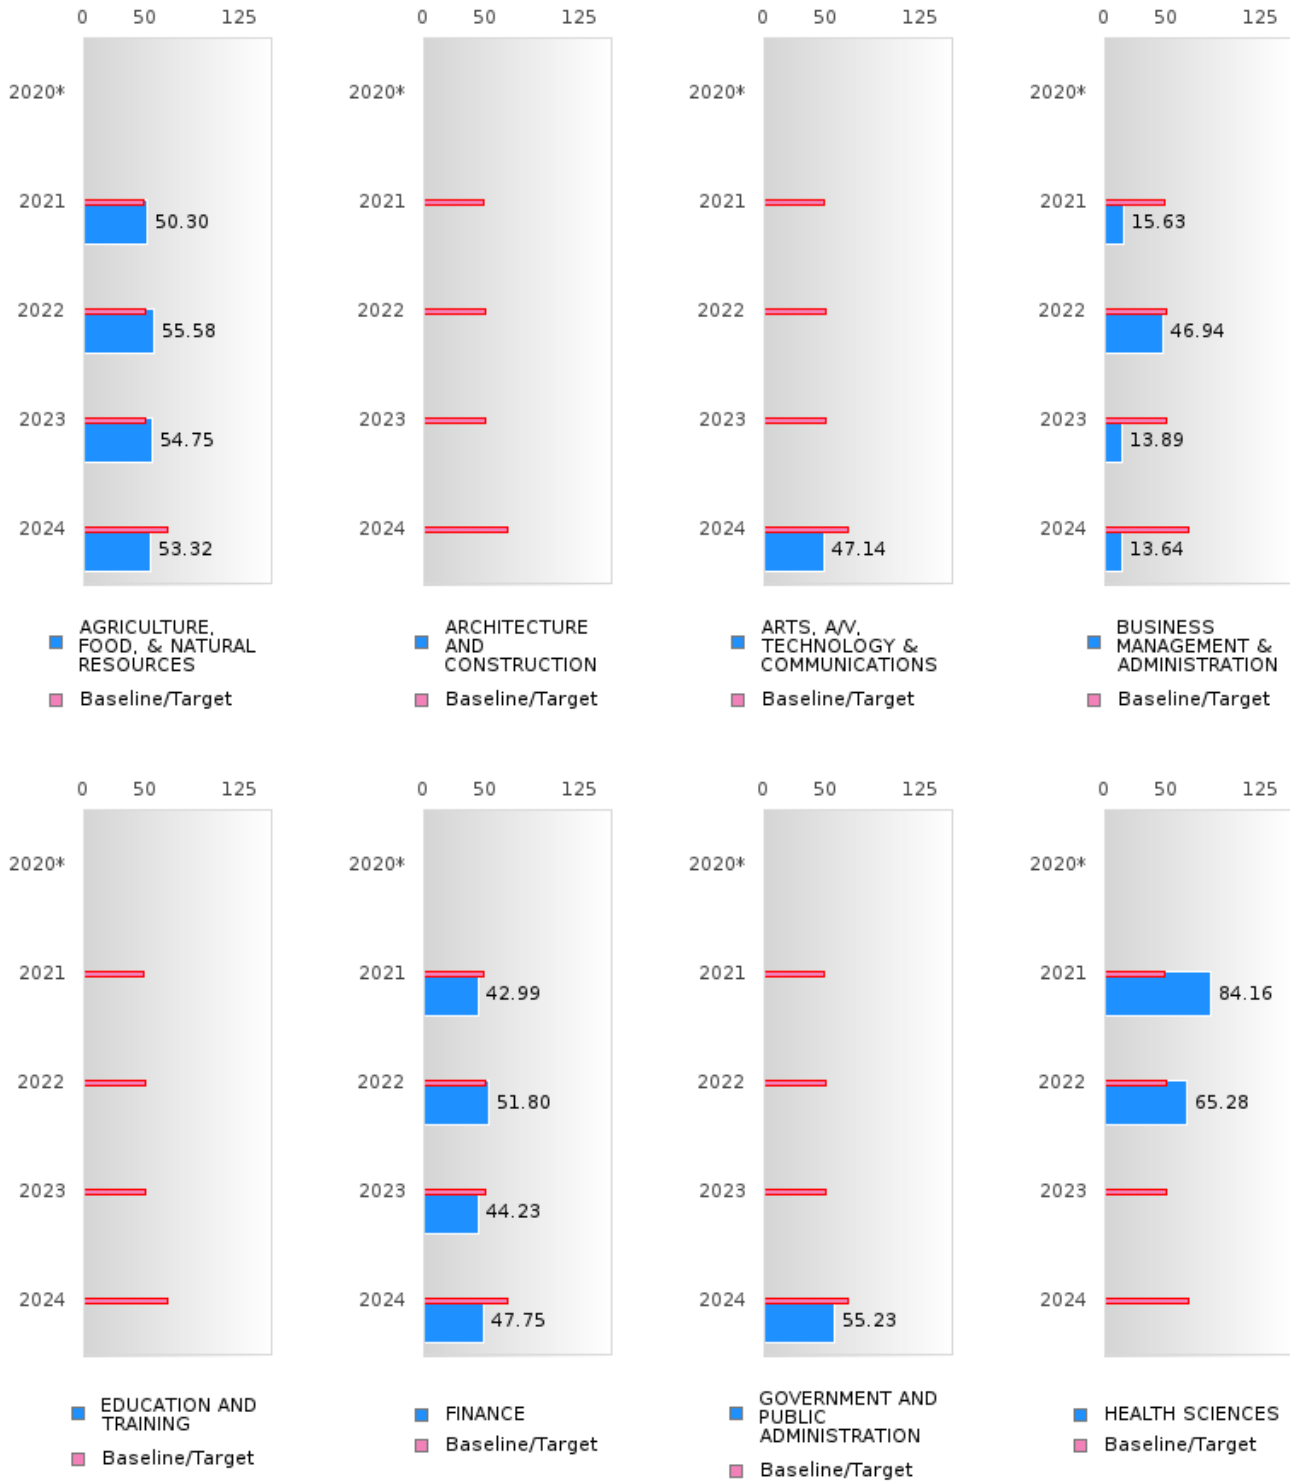 0 50 125
0 50 125
0 50 125
0 50 125
2020*
2020*
2020*
2020*
2021
50.30
2021
2021
2021
15.63
2022
55.58
2022
2022
2022
46.94
2023
54.75
2023
2023
2023
13.89
2024
53.32
2024
2024
47.14
2024
13.64
AGRICULTURE,
FOOD, & NATURAL
RESOURCES
Baseline/Target
ARCHITECTURE
AND
CONSTRUCTION
Baseline/Target
ARTS, A/V,
TECHNOLOGY &
COMMUNICATIONS
Baseline/Target
BUSINESS
MANAGEMENT &
ADMINISTRATION
Baseline/Target
0 50 125
0 50 125
0 50 125
0 50 125
2020*
2020*
2020*
2020*
2021
2021
42.99
2021
2021
84.16
2022
2022
51.80
2022
2022
65.28
2023
2023
44.23
2023
2023
2024
2024
47.75
2024
55.23
2024
EDUCATION AND
TRAINING
Baseline/Target
FINANCE
Baseline/Target
GOVERNMENT AND
PUBLIC
ADMINISTRATION
Baseline/Target
HEALTH SCIENCES
Baseline/Target